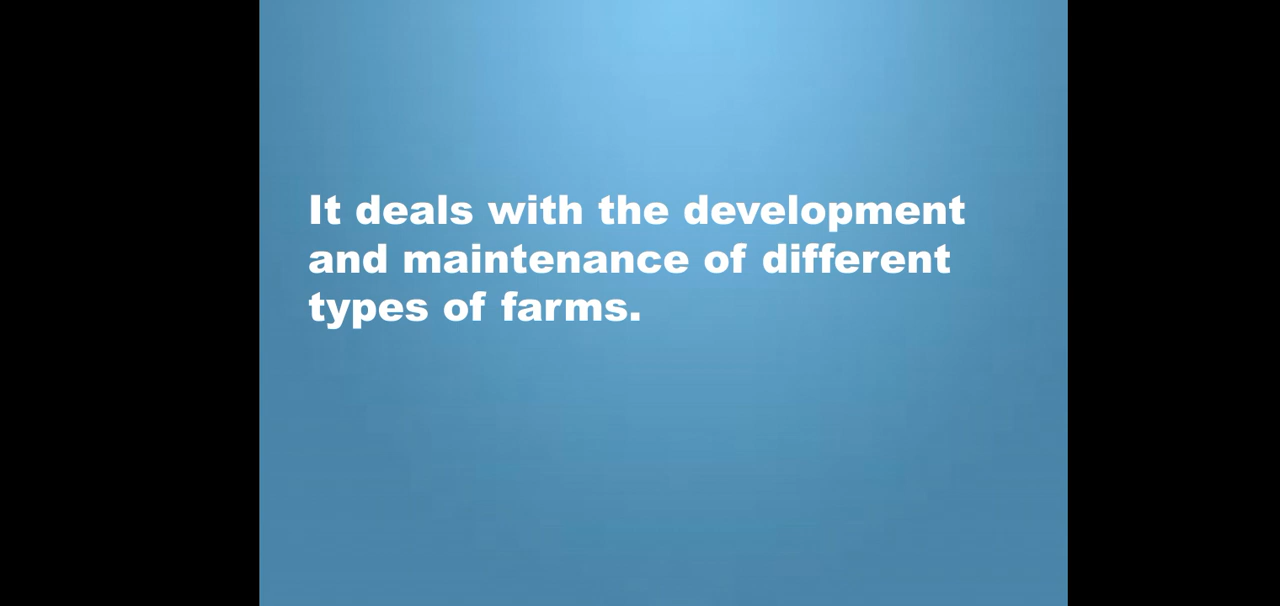 It deals with the development
and maintenance of different
types of farms.